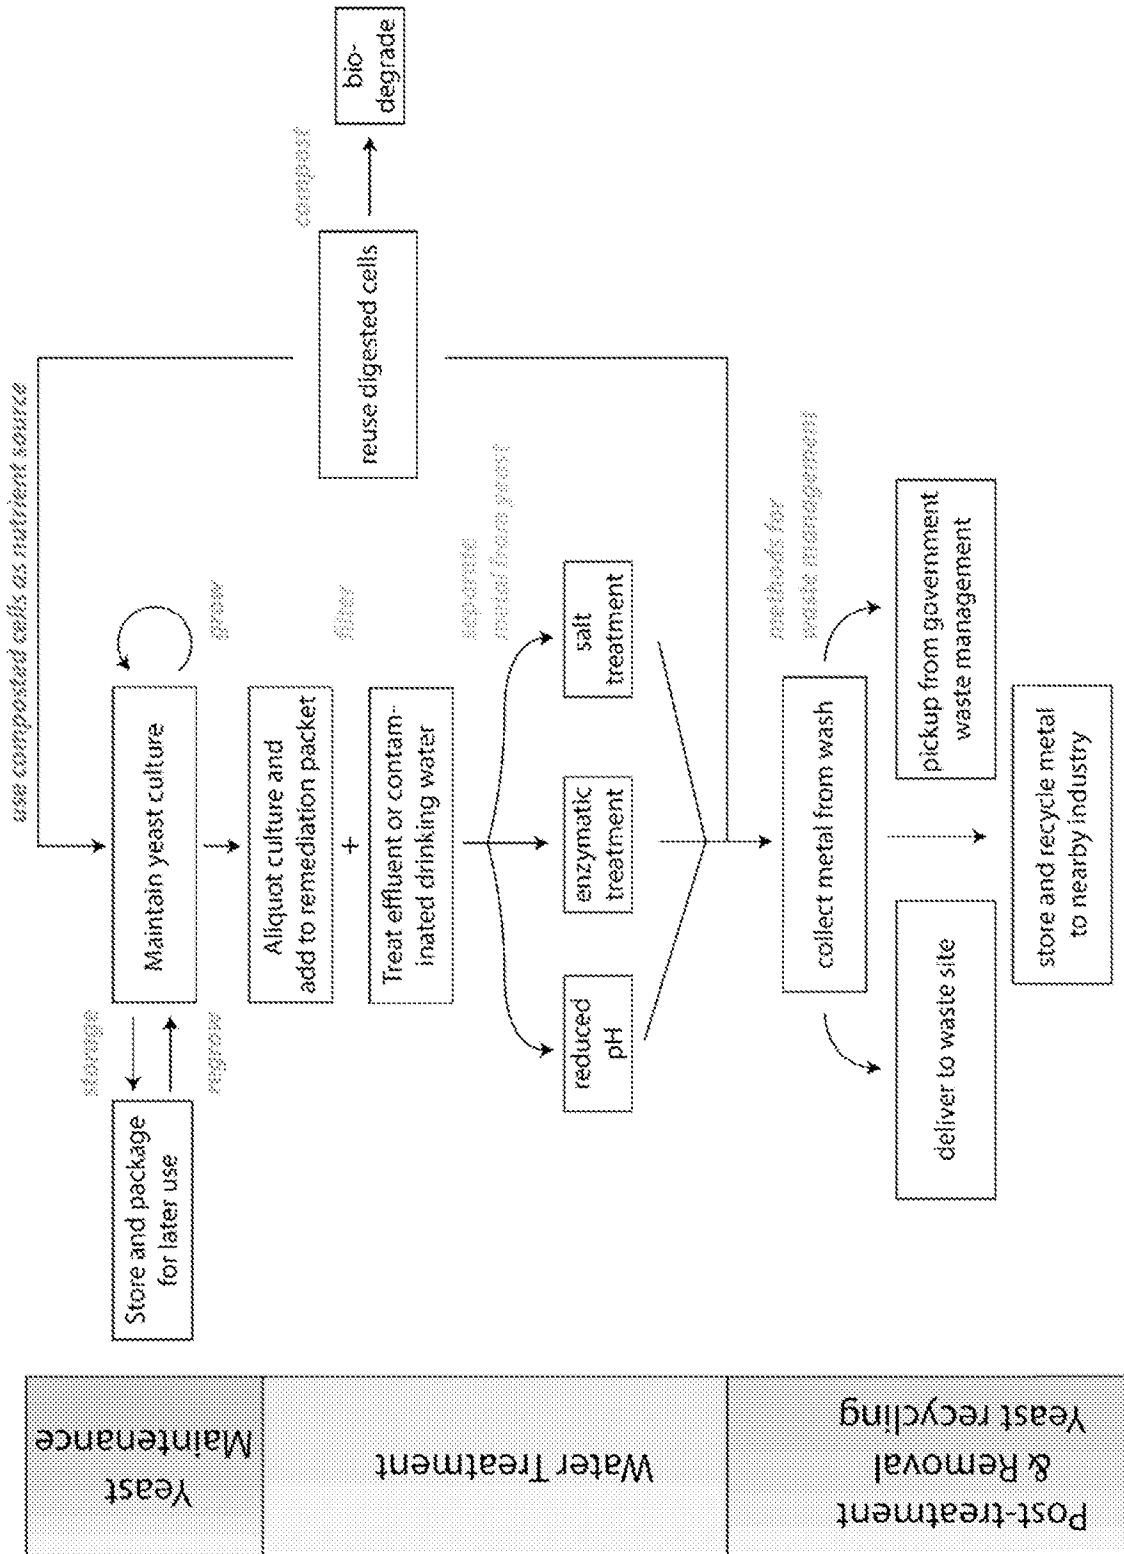 use composted cells as nutrient source
Store and package
for later use
storage
regrow
Maintain yeast culture
grow
Aliquot culture and
add to remediation packet
+
filter
Treat effluent or contam-
inated drinking water
separate
metal from yeast
reduced
pH
enzymatic
treatment
salt
treatment
reuse digested cells
compost
bio-
degrade
methods for
waste management
collect metal from wash
deliver to waste site
pickup from government
waste management
store and recycle metal
to nearby industry
Yeast
Maintenance
Water Treatment
Post-treatment
& Removal
Yeast recycling